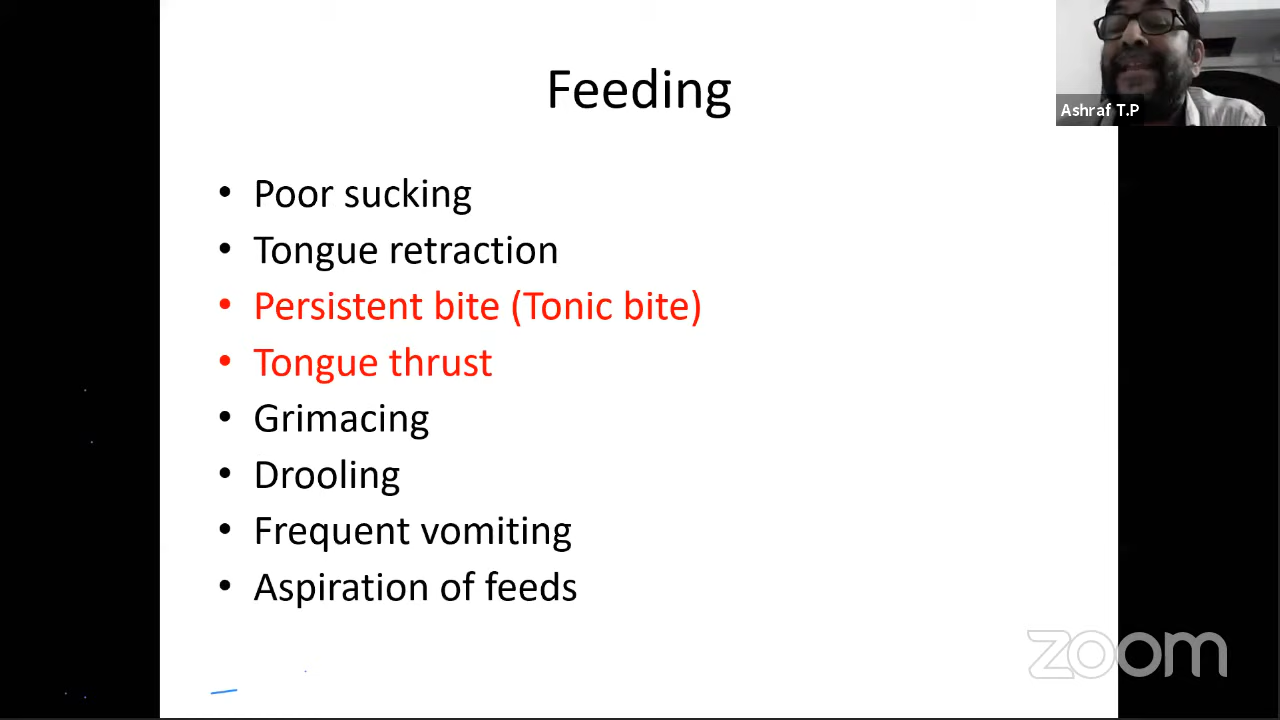 Feeding
Ashraf T.P
• Poor sucking
• Tongue retraction
• Persistent bite (Tonic bite)
• Tongue thrust
• Grimacing
• Drooling
• Frequent vomiting
• Aspiration of feeds
zoom